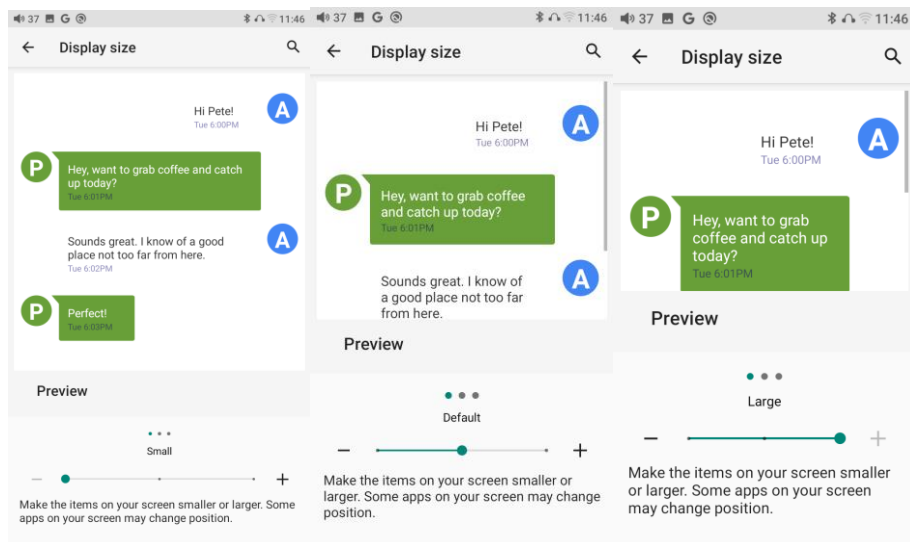 37 G 11:46
Display size
Hi Pete!
Tue 6:00PM
A
P
Hey, want to grab coffee and catch
up today?
Tue 6:01PM
Sounds great. I know of a good
place not too far from here.
Tue 6:02PM
A
P
Perfect!
Tue 6:03PM
Preview
Small
Make the items on your screen smaller or larger. Some
apps on your screen may change position.
37 G 11:46
Display size
Hi Pete!
Tue 6:00PM
A
P
Hey, want to grab coffee
and catch up today?
Tue 6:01PM
Sounds great. I know of
a good place not too far
from here.
A
Preview
Default
Make the items on your screen smaller or
larger. Some apps on your screen may change
position.
37 G 11:46
Display size
Hi Pete!
Tue 6:00PM
A
P
Hey, want to grab
coffee and catch up
today?
Tue 6:01PM
Preview
Large
Make the items on your screen smaller
or larger. Some apps on your screen
may change position.